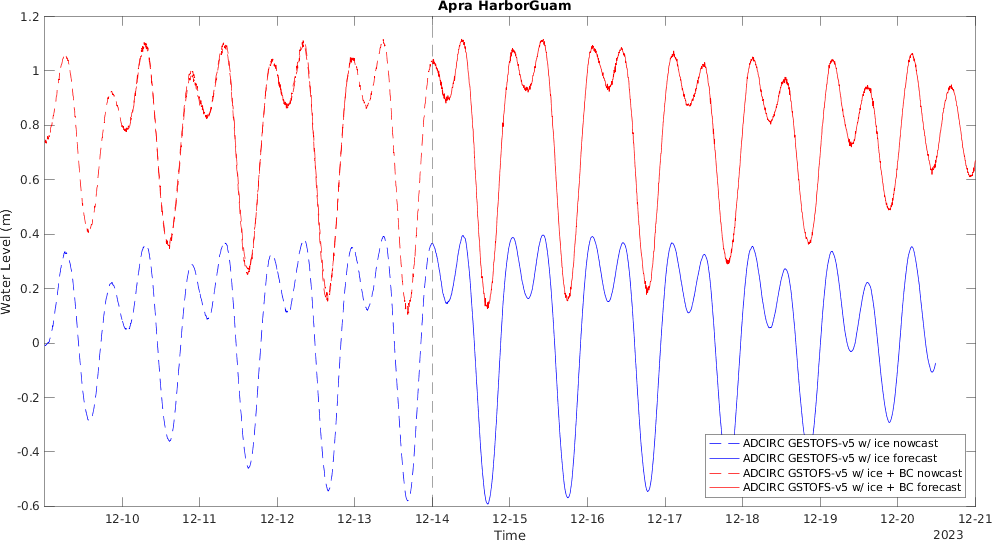 Apra HarborGuam
1.2
1
0.8
0.6
0.4
0.2
0
-0.2
-0.4
-0.6
Water Level (m)
ADCIRC GESTOFS-v5 w/ ice nowcast
ADCIRC GESTOFS-v5 w/ ice forecast
ADCIRC GSTOFS-v5 w/ ice + BC nowcast
ADCIRC GSTOFS-v5 w/ ice + BC forecast
12-10 12-11 12-12 12-13 12-14 12-15 12-16 12-17 12-18 12-19 12-20 12-21
Time
2023